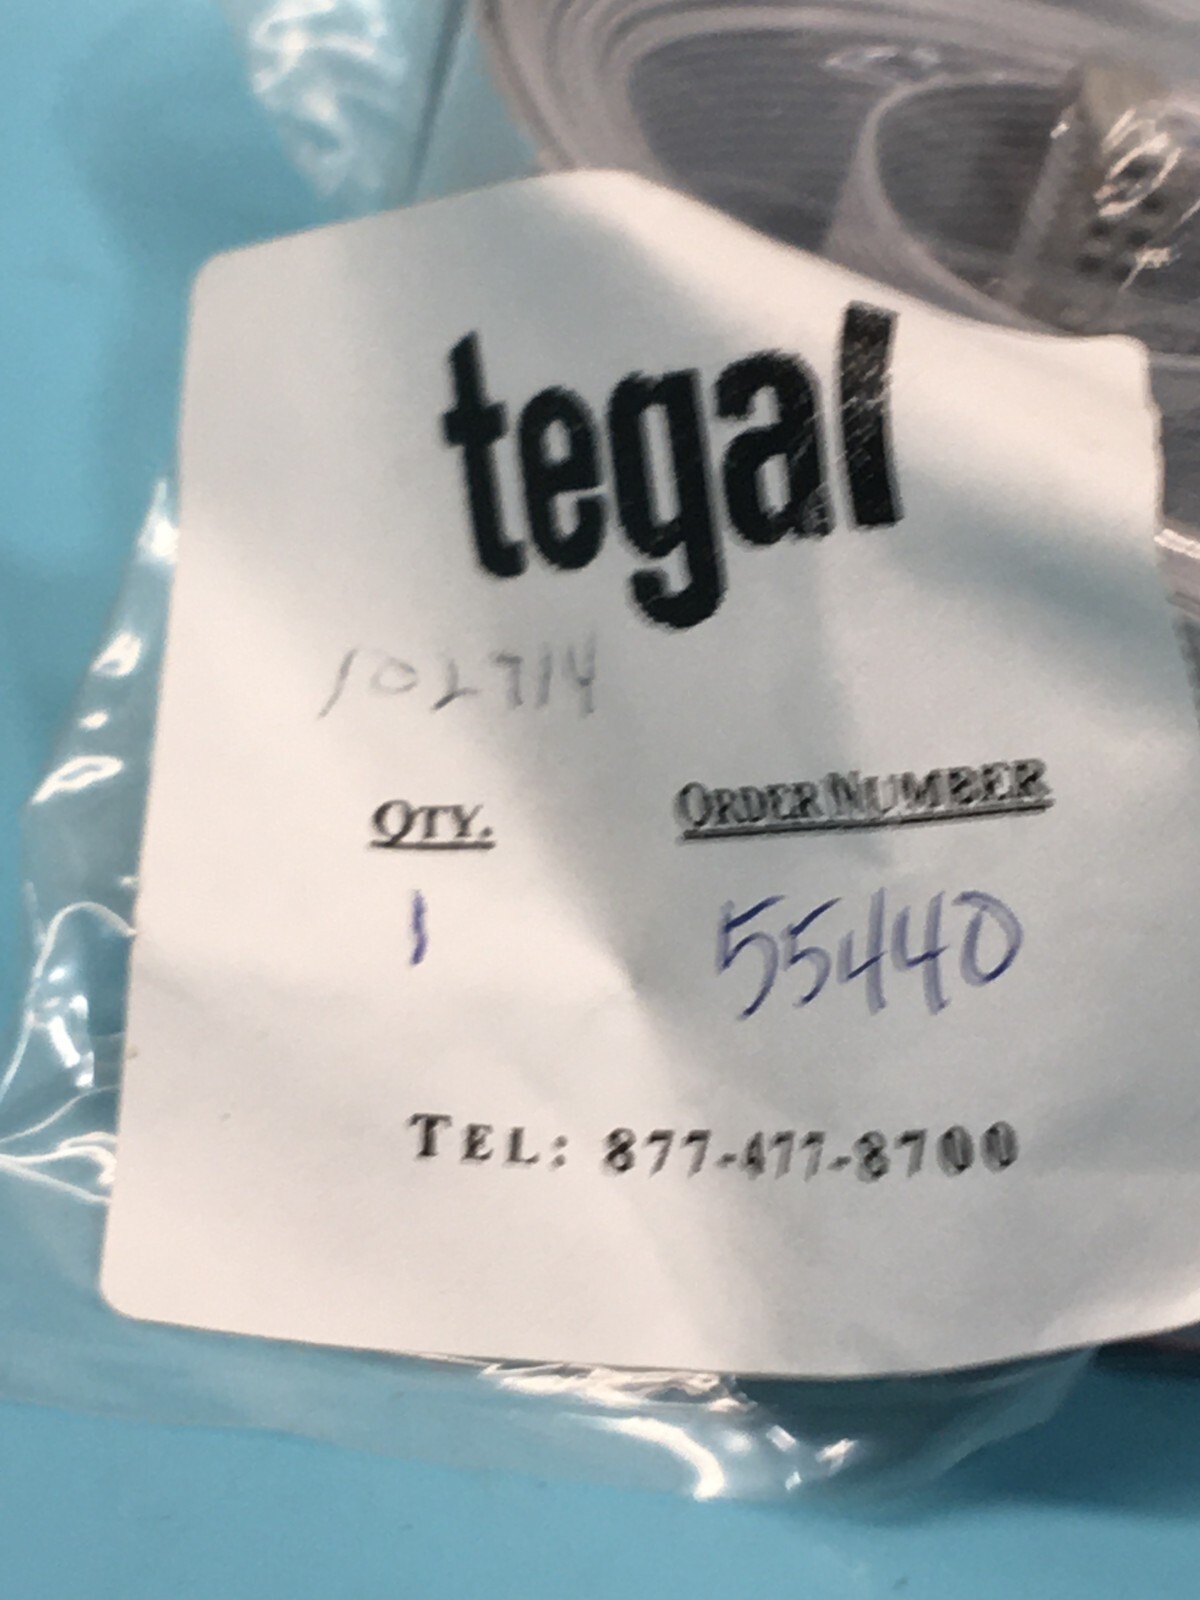 tegal
102714
QTY. ORDER NUMBER
1 55440
TEL: 877-477-8700